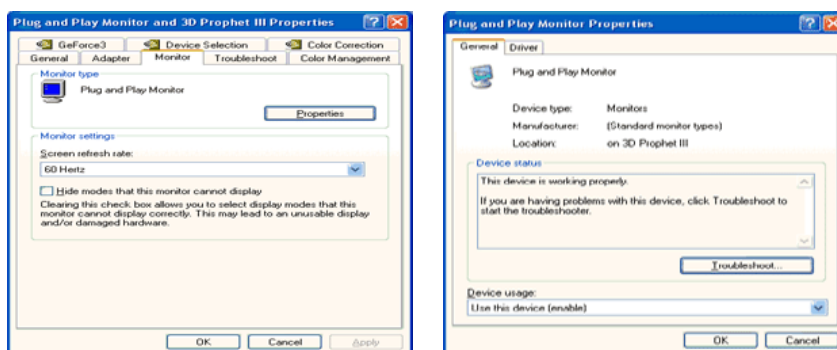 Plug and Play Monitor and 3D Prophet III Properties
GeForce3
Device Selection
Color Correction
General
Adapter
Monitor
Troubleshoot
Color Management
Monitor type
Plug and Play Monitor
Properties
Monitor settings
Screen refresh rate:
60 Hertz
Hide modes that this monitor cannot display
Clearing this check box allows you to select display modes that this
monitor cannot display correctly. This may lead to an unusable display
and/or damaged hardware.
OK
Cancel
Apply
Plug and Play Monitor Properties
General
Driver
Plug and Play Monitor
Device type: Monitors
Manufacturer: (Standard monitor types)
Location: on 3D Prophet III
Device status
This device is working properly.
If you are having problems with this device, click Troubleshoot to
start the troubleshooter.
Troubleshoot...
Device usage:
Use this device (enable)
OK
Cancel